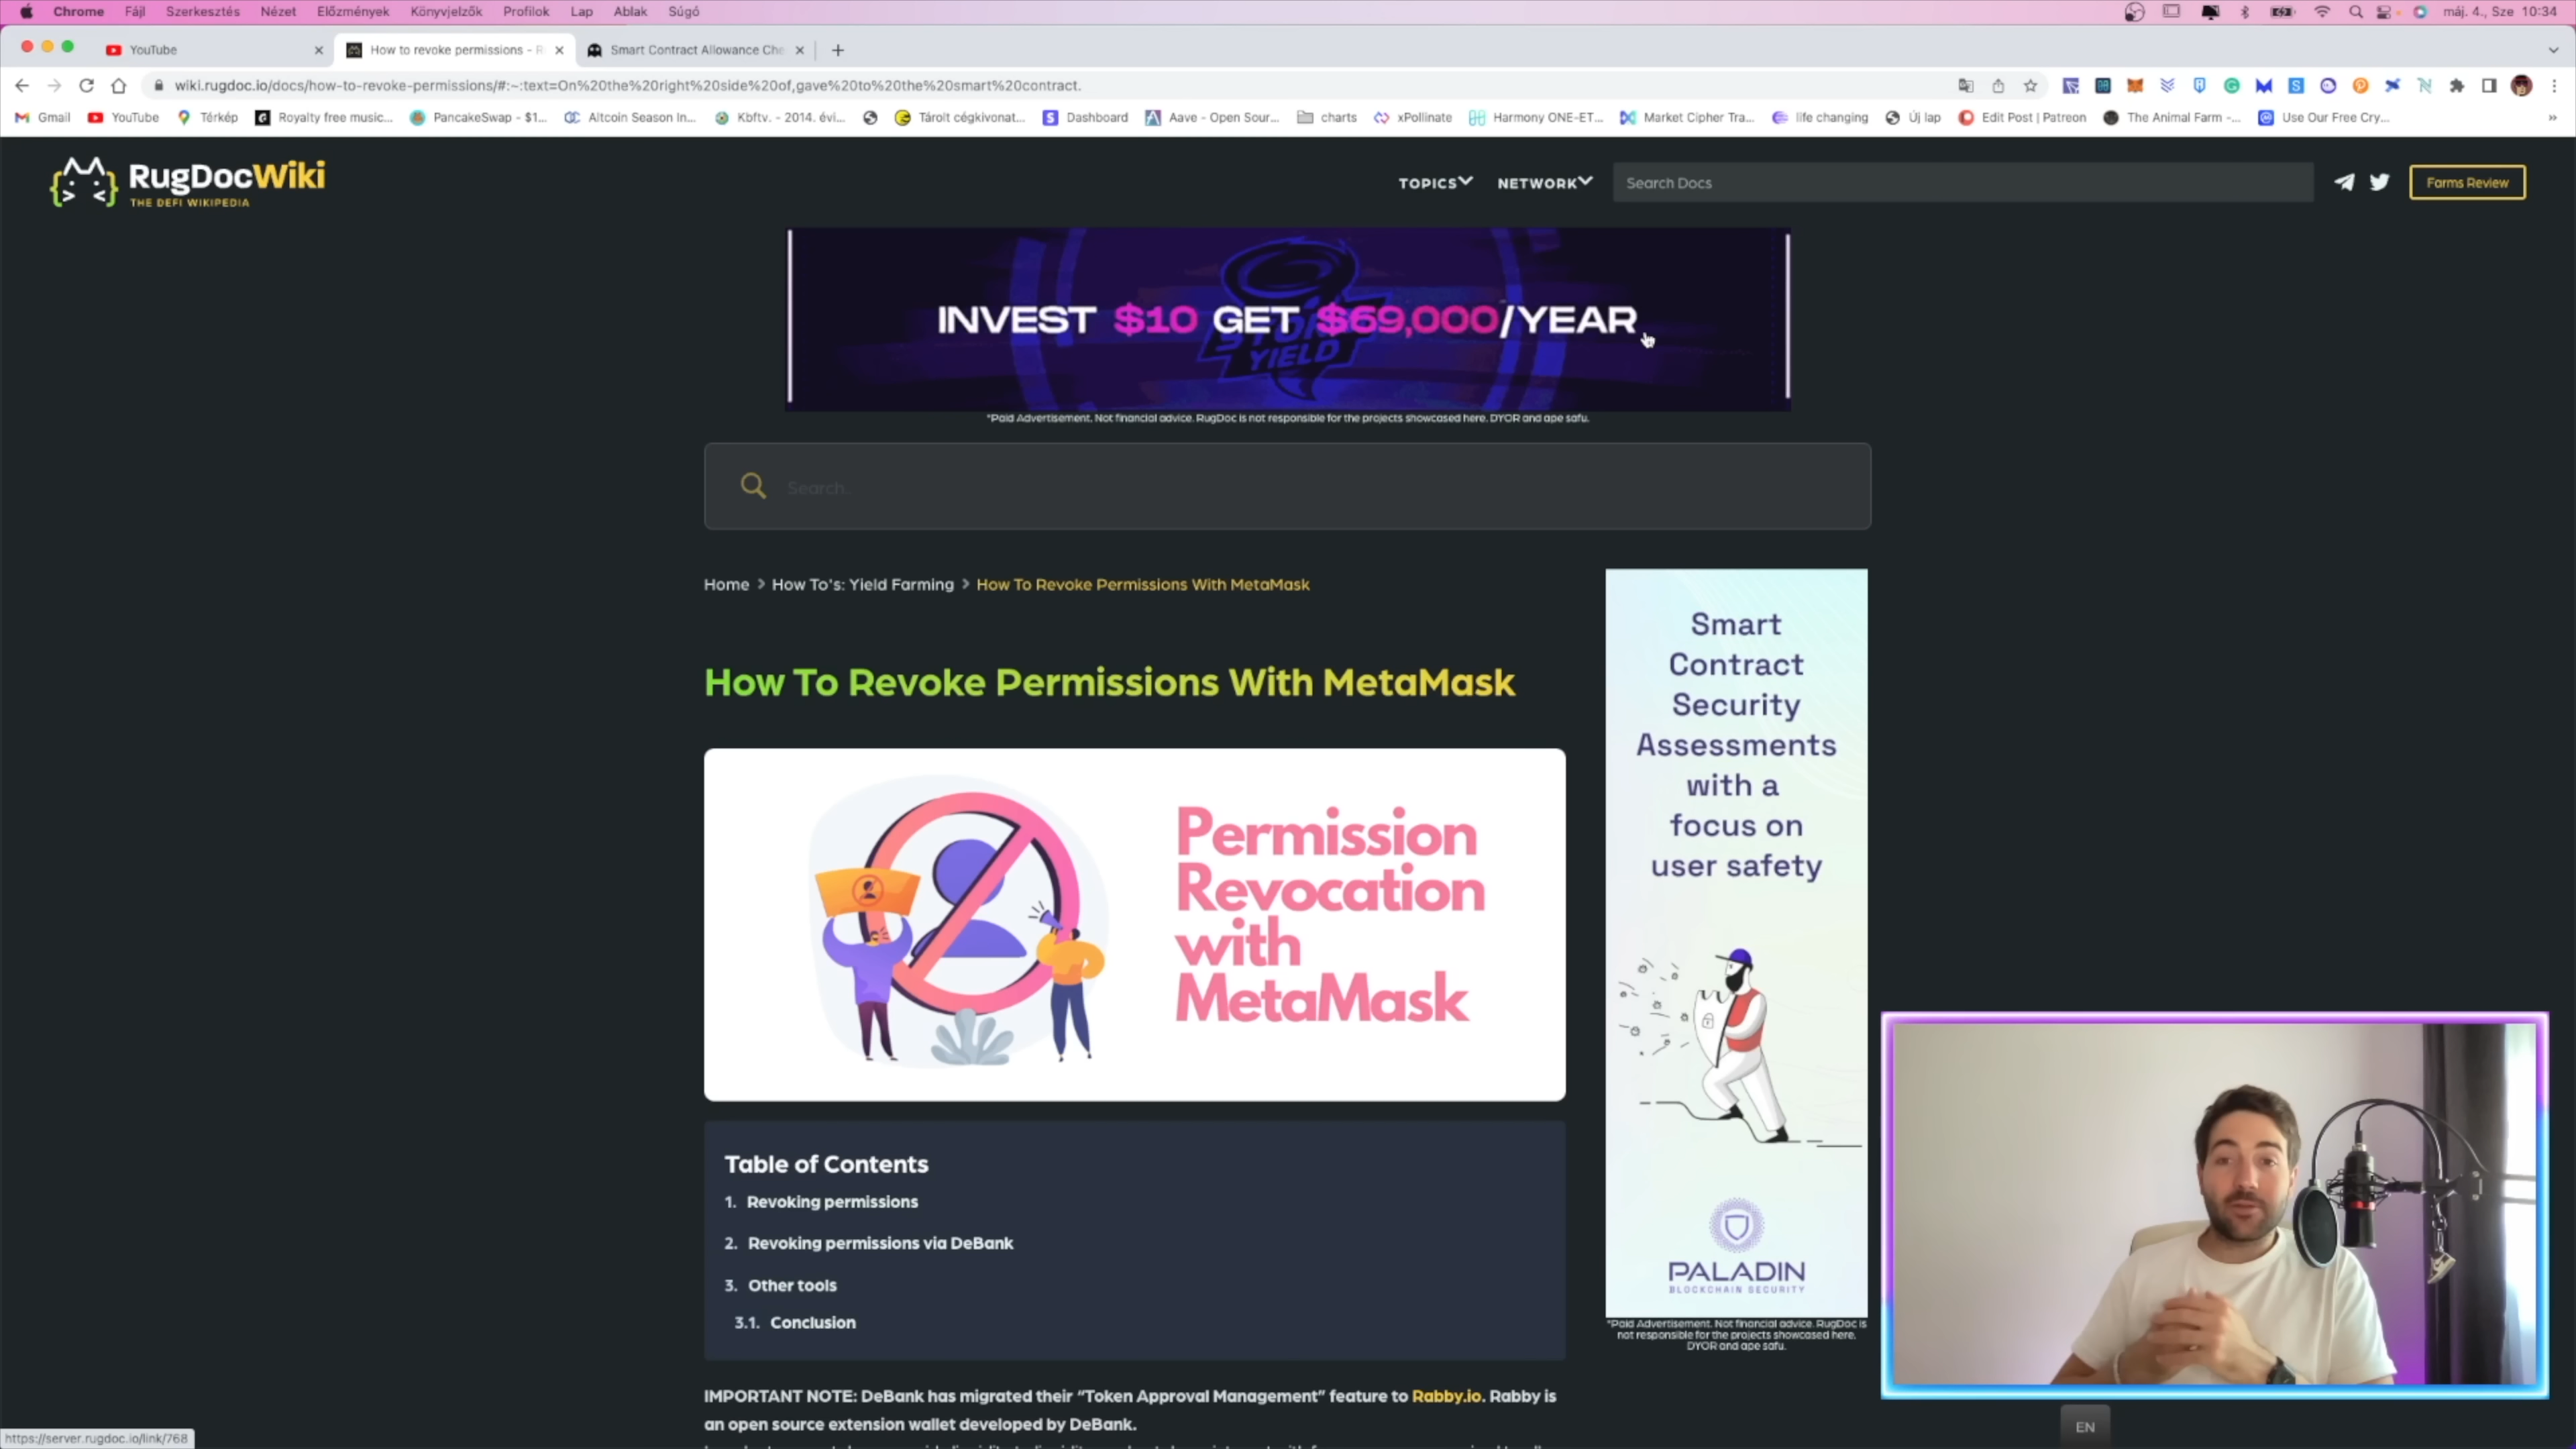 Chrome Fájl Szerkesztés Nézet Előzmények Könyvjelzők Profilok Lap Ablak Súgó máj. 4., Sze 10:34
YouTube How to revoke permissions - R Smart Contract Allowance Che
wiki.rugdoc.io/docs/how-to-revoke-permissions/#:~:text=On%20the%20right%20side%20of,gave%20to%20the%20smart%20contract.
Gmail YouTube Térkép Royalty free music... PancakeSwap - $1... Altcoin Season In... Kbftv. - 2014. évi... Tárolt cégkivonat... Dashboard Aave - Open Sour... charts xPollinate Harmony ONE-ET... Market Cipher Tra... life changing Új lap Edit Post | Patreon The Animal Farm -... Use Our Free Cry... »
RugDocWiki
THE DEFI WIKIPEDIA
TOPICS NETWORK Search Docs Farms Review
INVEST $10 GET $69,000/YEAR
STORM YIELD
*Paid Advertisement. Not financial advice. RugDoc is not responsible for the projects showcased here. DYOR and ape safu.
Search..
Home > How To's: Yield Farming > How To Revoke Permissions With MetaMask
How To Revoke Permissions With MetaMask
Permission
Revocation
with
MetaMask
Smart
Contract
Security
Assessments
with a
focus on
user safety
PALADIN
BLOCKCHAIN SECURITY
*Paid Advertisement. Not financial advice. RugDoc is
not responsible for the projects showcased here.
DYOR and ape safu.
Table of Contents
1. Revoking permissions
2. Revoking permissions via DeBank
3. Other tools
3.1. Conclusion
IMPORTANT NOTE: DeBank has migrated their “Token Approval Management” feature to Rabby.io. Rabby is
an open source extension wallet developed by DeBank.
EN
https://server.rugdoc.io/link/768